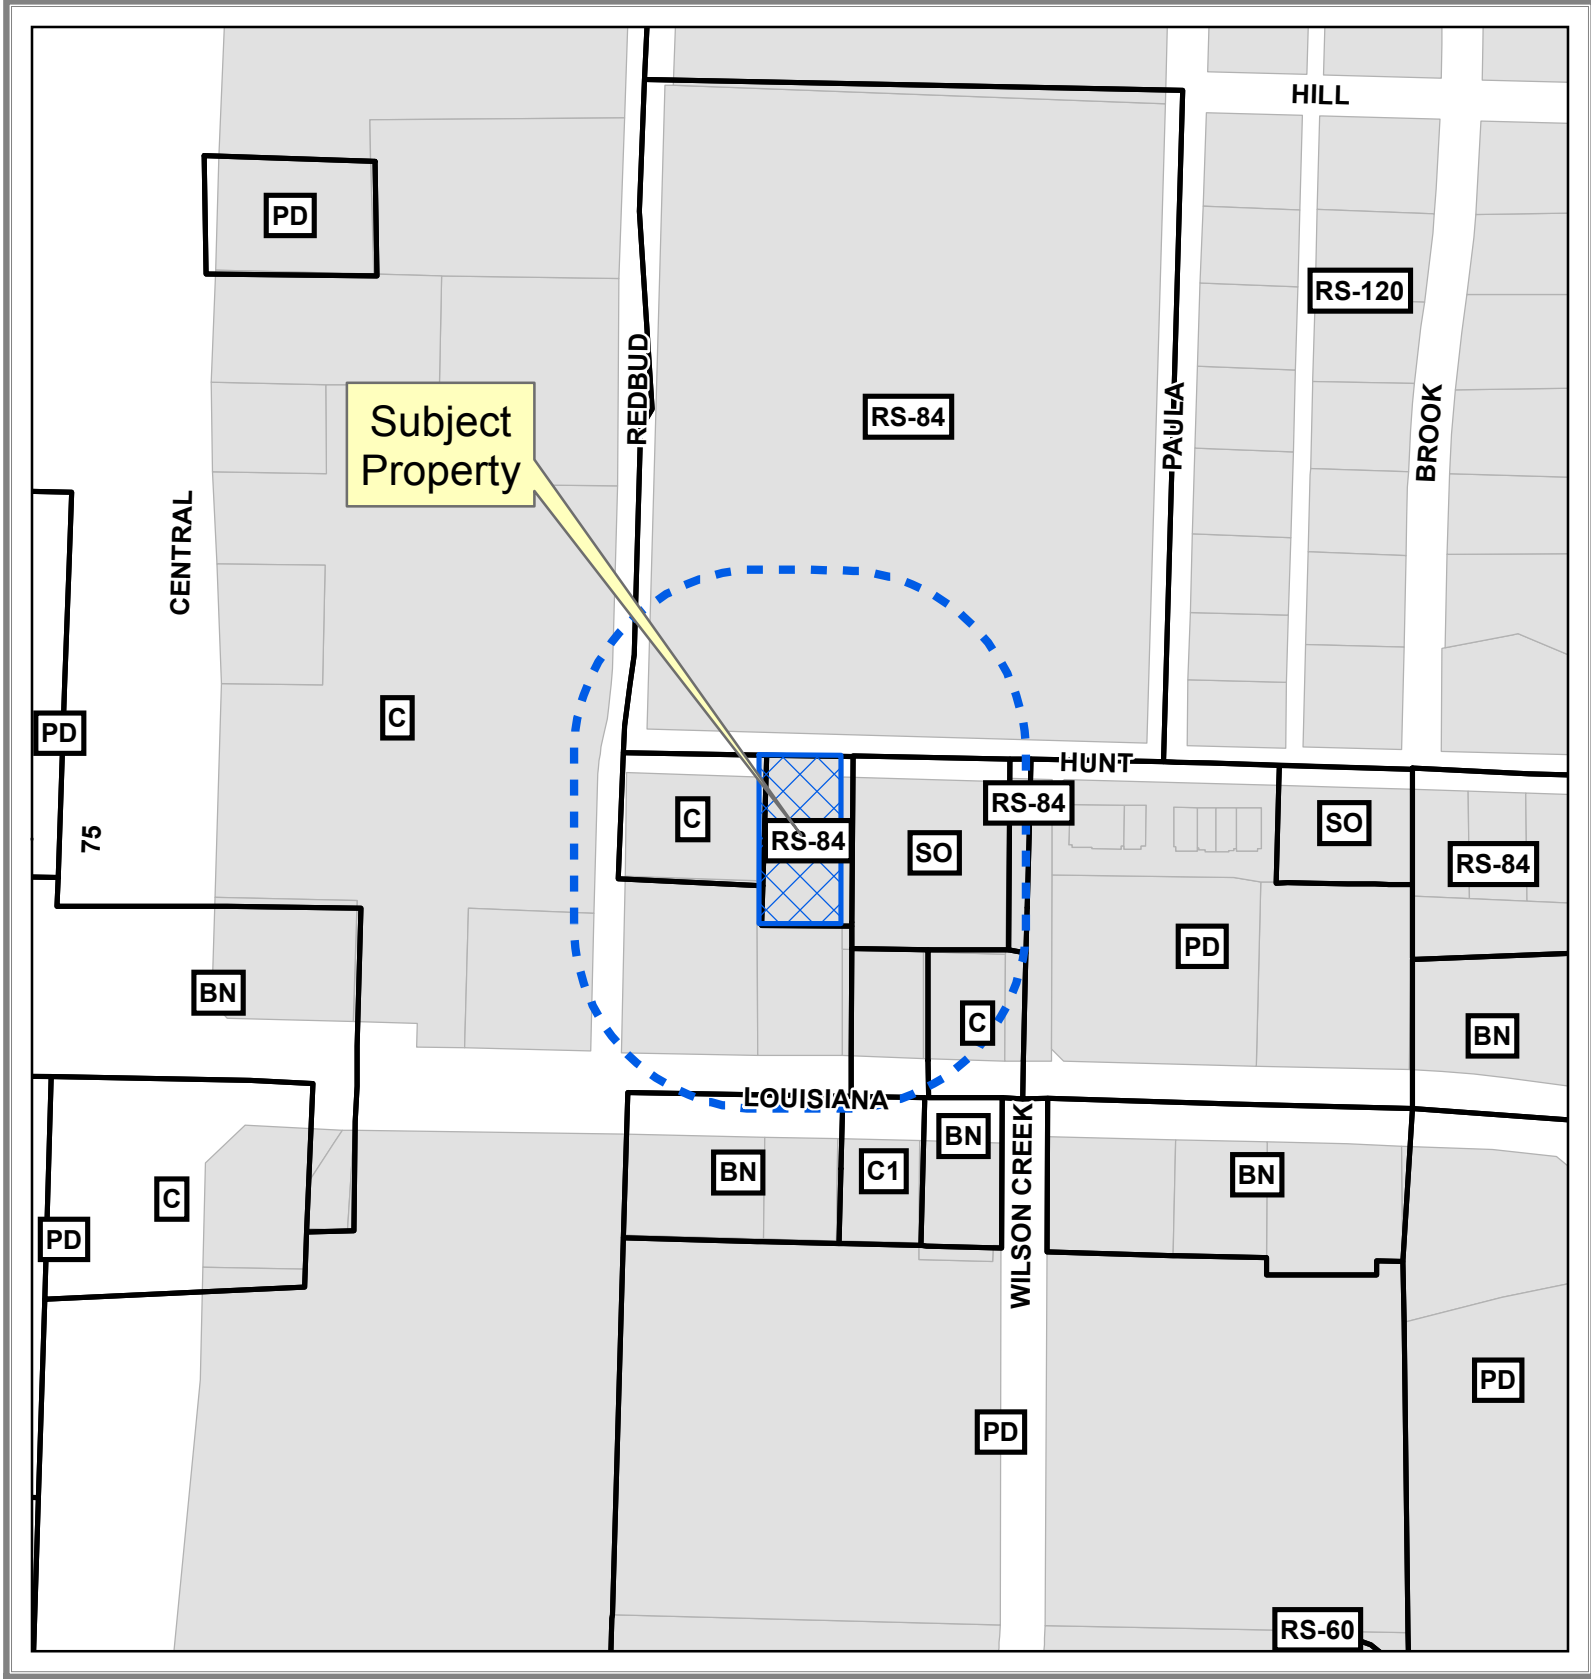 HILL
PD
RS-120
REDBUD
PAULA
BROOK
Subject
Property
RS-84
CENTRAL
C
PD
HUNT
75
C
RS-84
SO
RS-84
SO
RS-84
PD
BN
C
BN
LOUISIANA
BN
C
PD
BN
C1
BN
WILSON CREEK
PD
PD
RS-60